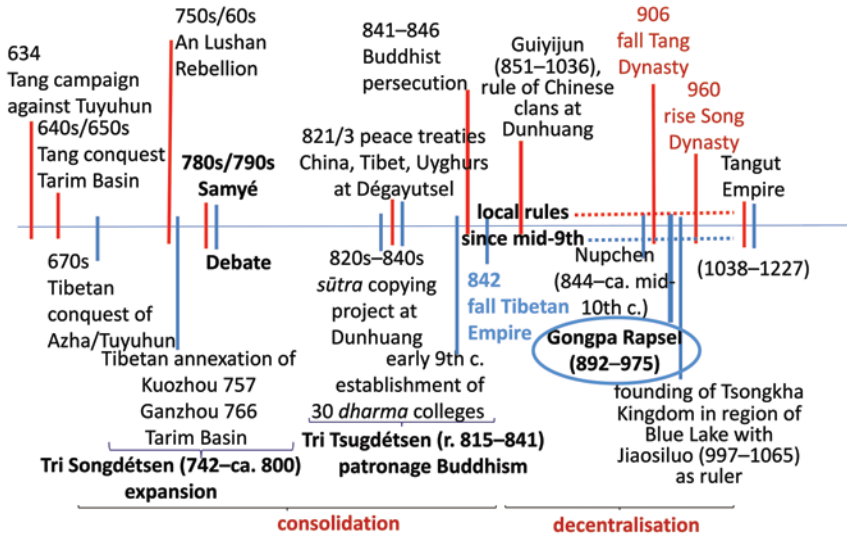 634
Tang campaign
against Tuyuhun
640s/650s
Tang conquest
Tarim Basin
750s/60s
An Lushan
Rebellion
780s/790s
Samyé
Debate
841–846
Buddhist
persecution
821/3 peace treaties
China, Tibet, Uyghurs
at Dégayutsel
Guiyijun
(851–1036),
rule of Chinese
clans at
Dunhuang
906
fall Tang
Dynasty
960
rise Song
Dynasty
Tangut
Empire
(1038–1227)
local rules
since mid-9th
670s
Tibetan
conquest of
Azha/Tuyuhun
Tibetan annexation of
Kuozhou 757
Ganzhou 766
Tarim Basin
Tri Songdétsen (742–ca. 800)
expansion
820s–840s
sūtra copying
project at
Dunhuang
early 9th c.
establishment of
30 dharma colleges
Tri Tsugdétsen (r. 815–841)
patronage Buddhism
842
fall Tibetan
Empire
Nupchen
(844–ca. mid-
10th c.)
Gongpa Rapsel
(892–975)
founding of Tsongkha
Kingdom in region of
Blue Lake with
Jiaosiluo (997–1065)
as ruler
consolidation
decentralisation